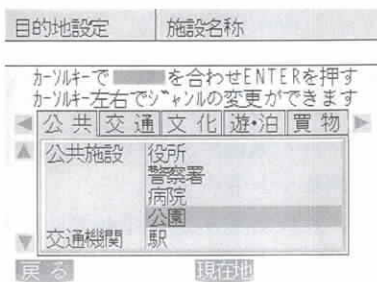 目的地設定 施設名称
カーソルキーで を合わせENTERを押す
カーソルキー左右でジャンルの変更ができます
公共 交通 文化 遊・泊 買物
公共施設 役所
警察署
病院
公園
交通機関 駅
戻る 現在地